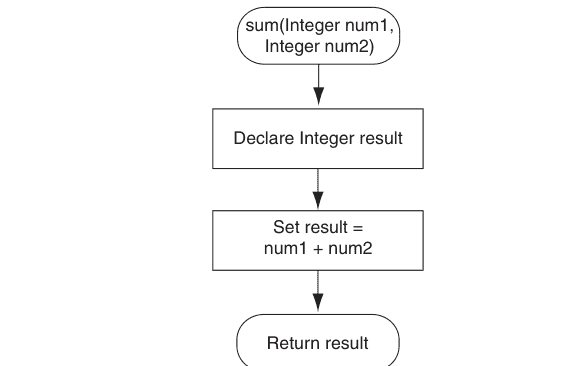 sum(Integer num1,
Integer num2)
Declare Integer result
Set result =
num1 + num2
Return result